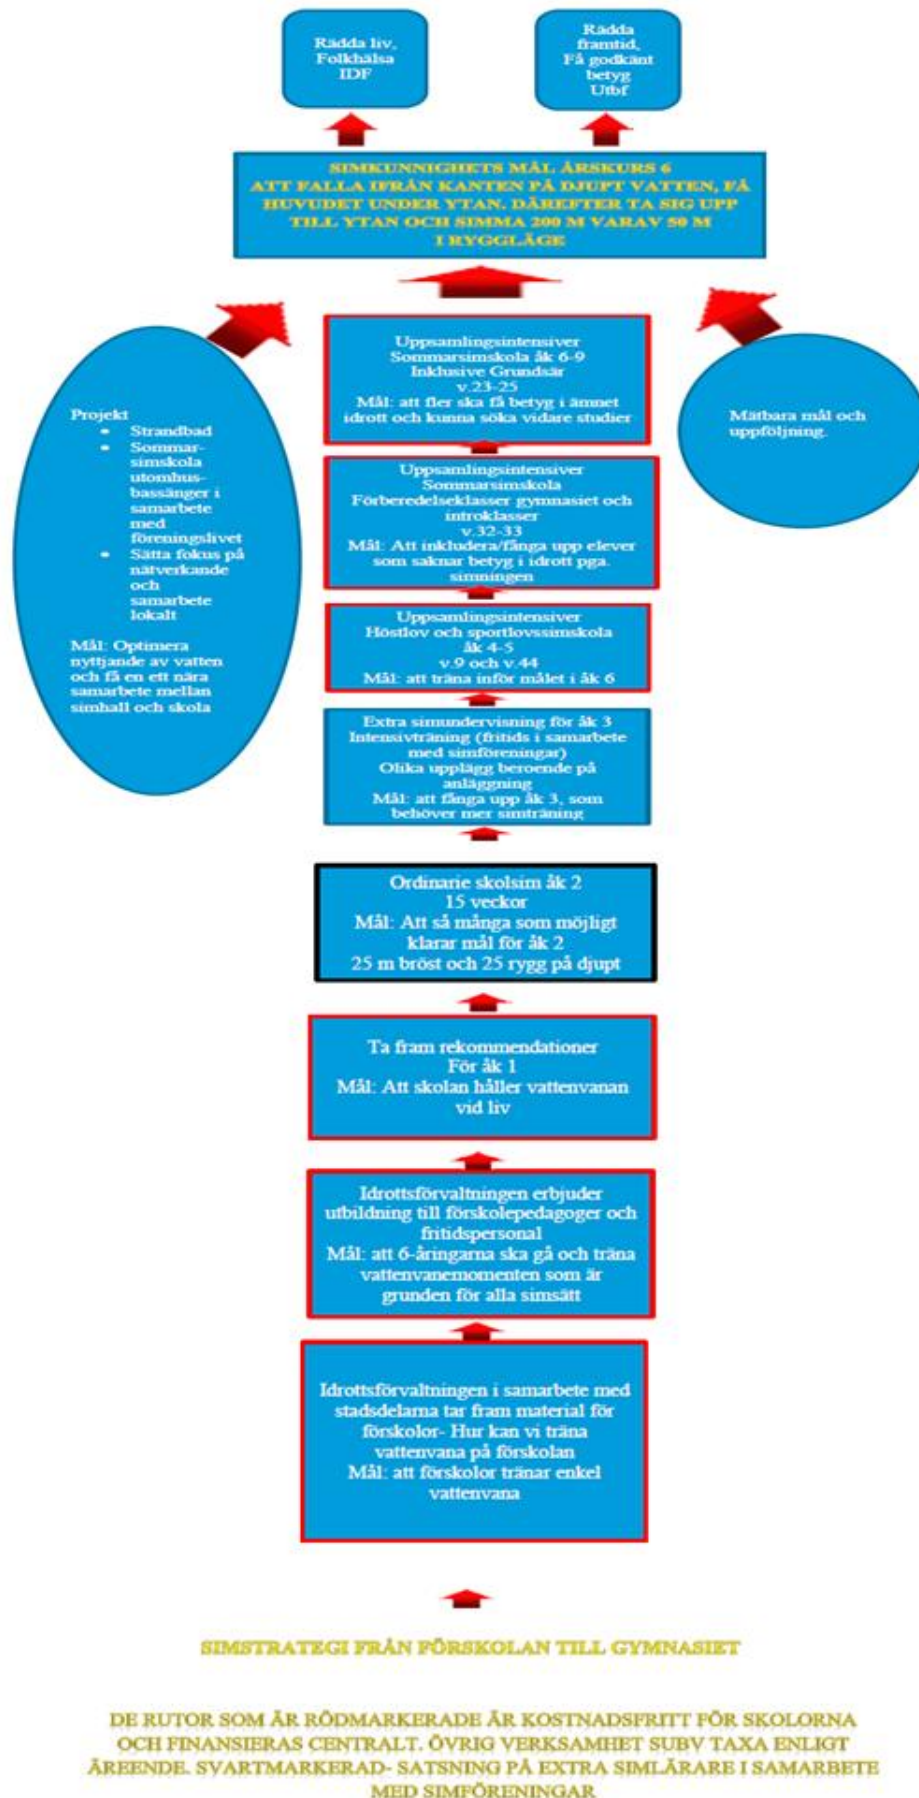 Rädda liv,
Folkhälsa
IDF
Rädda
framtid,
Få godkänt
betyg
Utbf
SIMKUNNIGHETS MÅL ÅRSKURS 6
ATT FALLA IFRÅN KANTEN PÅ DJUPT VATTEN, FÅ
HUVUDET UNDER YTAN. DÄREFTER TA SIG UPP
TILL YTAN OCH SIMMA 200 M VARAV 50 M
I RYGGLÄGE
Projekt
• Strandbad
• Sommar-
simskola
utomhus-
bassänger i
samarbete
med
föreningslivet
• Sätta fokus på
nätverkande
och
samarbete
lokalt
Mål: Optimera
nyttjande av vatten
och få en ett nära
samarbete mellan
simhall och skola
Uppsamlingsintensiver
Sommarsimskola åk 6-9
Inklusive Grundsär
v.23-25
Mål: att fler ska få betyg i ämnet
idrott och kunna söka vidare studier
Mätbara mål och
uppföljning.
Uppsamlingsintensiver
Sommarsimskola
Förberedelseklasser gymnasiet och
introklasser
v.32-33
Mål: Att inkludera/fånga upp elever
som saknar betyg i idrott pga.
simningen
Uppsamlingsintensiver
Höstlov och sportlovssimskola
åk 4-5
v.9 och v.44
Mål: att träna inför målet i åk 6
Extra simundervisning för åk 3
Intensivträning (fritids i samarbete
med simföreningar)
Olika upplägg beroende på
anläggning
Mål: att fånga upp åk 3, som
behöver mer simträning
Ordinarie skolsim åk 2
15 veckor
Mål: Att så många som möjligt
klarar mål för åk 2
25 m bröst och 25 rygg på djupt
Ta fram rekommendationer
För åk 1
Mål: Att skolan håller vattenvanan
vid liv
Idrottsförvaltningen erbjuder
utbildning till förskolepedagoger och
fritidspersonal
Mål: att 6-åringarna ska gå och träna
vattenvanemomenten som är
grunden för alla simsätt
Idrottsförvaltningen i samarbete med
stadsdelarna tar fram material för
förskolor- Hur kan vi träna
vattenvana på förskolan
Mål: att förskolor tränar enkel
vattenvana
SIMSTRATEGI FRÅN FÖRSKOLAN TILL GYMNASIET
DE RUTOR SOM ÄR RÖDMARKERADE ÄR KOSTNADSFRITT FÖR SKOLORNA
OCH FINANSIERAS CENTRALT. ÖVRIG VERKSAMHET SUBV TAXA ENLIGT
ÄREENDE. SVARTMARKERAD- SATSNING PÅ EXTRA SIMLÄRARE I SAMARBETE
MED SIMFÖRENINGAR